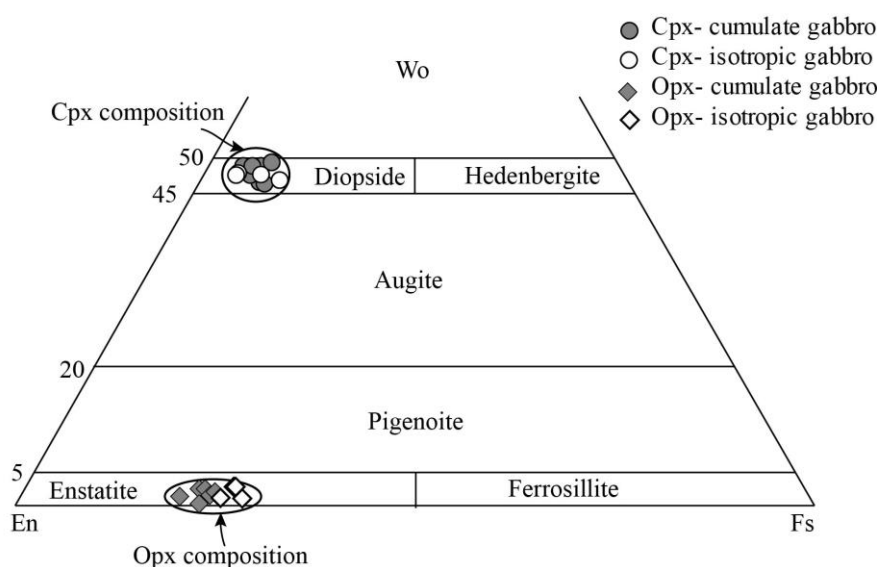 Cpx- cumulate gabbro
Cpx- isotropic gabbro
Opx- cumulate gabbro
Opx- isotropic gabbro
Wo
Cpx composition
50
Diopside
Hedenbergite
45
Augite
20
Pigenoite
5
Enstatite
Ferrosillite
En
Fs
Opx composition